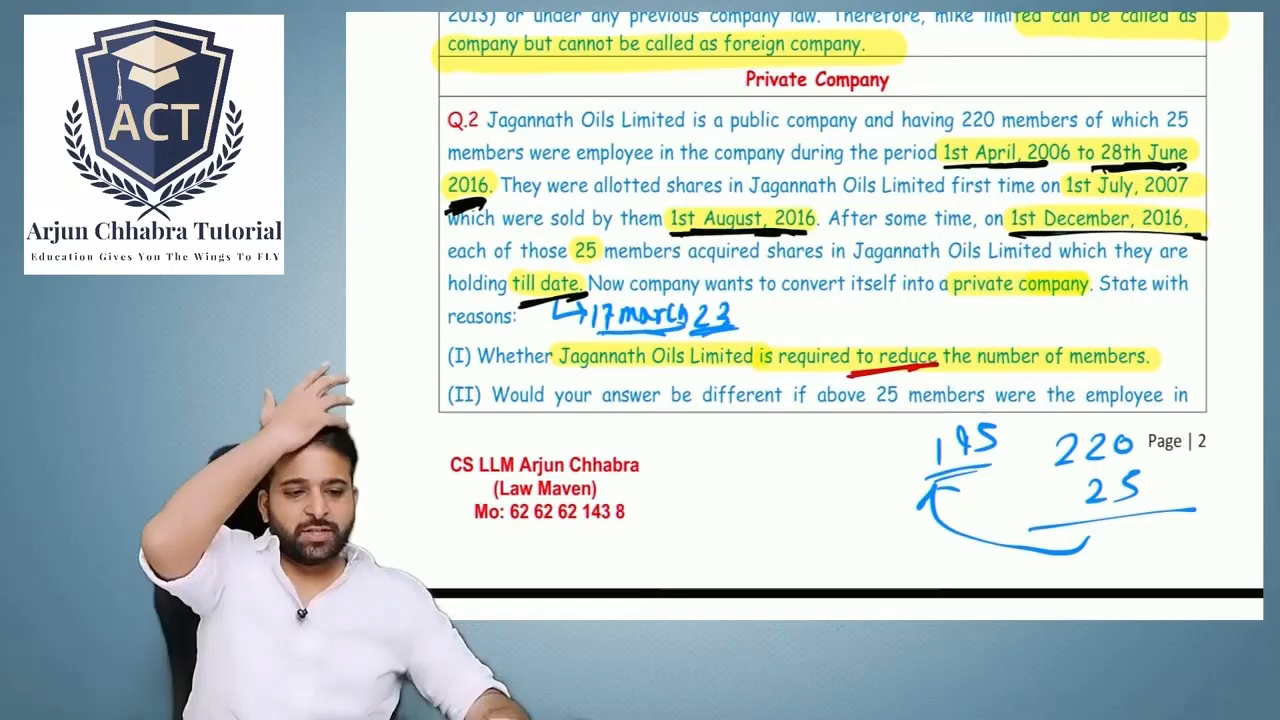 ACT
Arjun Chhabra Tutorial
Education Gives You The Wings To FLY
2013) or under any previous company law. Therefore, mike limited can be called as
company but cannot be called as foreign company.
Private Company
Q.2 Jagannath Oils Limited is a public company and having 220 members of which 25
members were employee in the company during the period 1st April, 2006 to 28th June
2016. They were allotted shares in Jagannath Oils Limited first time on 1st July, 2007
which were sold by them 1st August, 2016. After some time, on 1st December, 2016,
each of those 25 members acquired shares in Jagannath Oils Limited which they are
holding till date. Now company wants to convert itself into a private company. State with
reasons:
17 march 23
(I) Whether Jagannath Oils Limited is required to reduce the number of members.
(II) Would your answer be different if above 25 members were the employee in
195
220
25
Page | 2
CS LLM Arjun Chhabra
(Law Maven)
Mo: 62 62 62 143 8